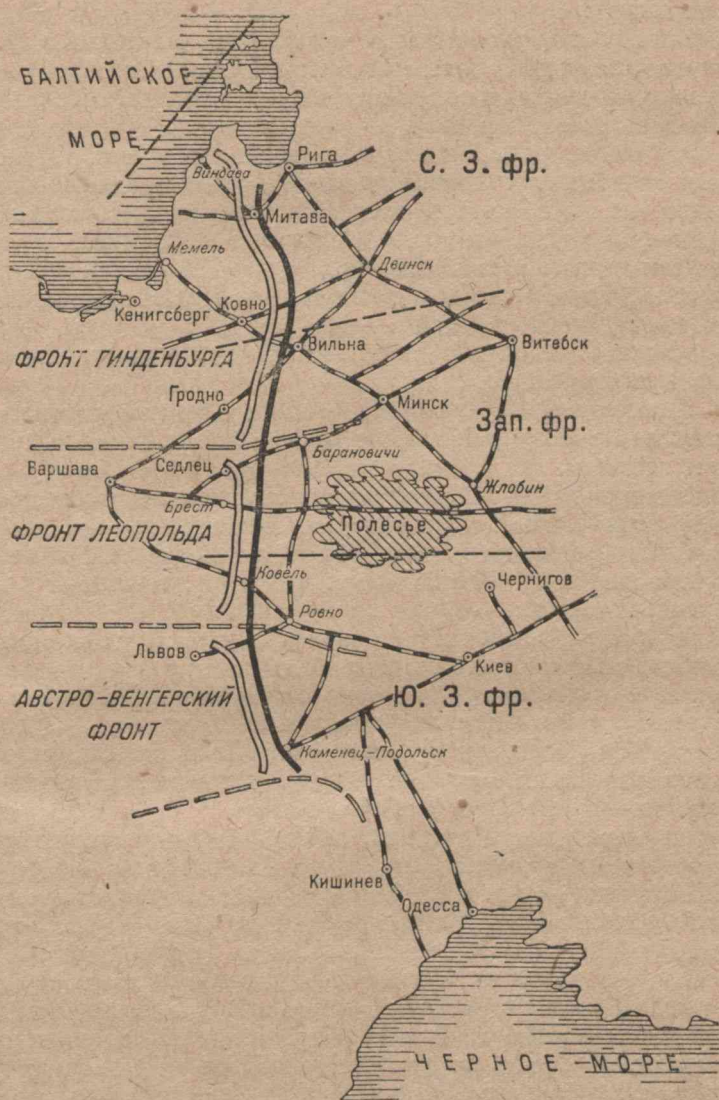 БАЛТИЙСКОЕ
МОРЕ
Виндава
Рига
С. З. фр.
Митава
Мемель
Двинск
Кенигсберг
Ковно
ФРОНТ ГИНДЕНБУРГА
Вильна
Витебск
Гродно
Минск
Зап. фр.
Барановичи
Варшава
Седлец
Жлобин
Брест
Полесье
ФРОНТ ЛЕОПОЛЬДА
Ковель
Чернигов
Ровно
Львов
Киев
АВСТРО-ВЕНГЕРСКИЙ
ФРОНТ
Ю. З. фр.
Каменец-Подольск
Кишинев
Одесса
ЧЕРНОЕ МОРЕ